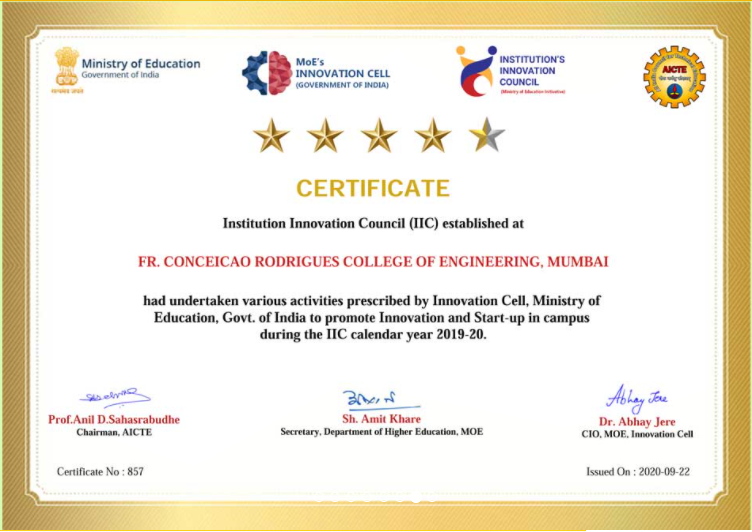 Ministry of Education
Government of India
सत्यमेव जयते
MoE's
INNOVATION CELL
(GOVERNMENT OF INDIA)
INSTITUTION'S
INNOVATION
COUNCIL
(Ministry of Education Initiative)
AICTE
CERTIFICATE
Institution Innovation Council (IIC) established at
FR. CONCEICAO RODRIGUES COLLEGE OF ENGINEERING, MUMBAI
had undertaken various activities prescribed by Innovation Cell, Ministry of
Education, Govt. of India to promote Innovation and Start-up in campus
during the IIC calendar year 2019-20.
Abhay Jere
Prof.Anil D.Sahasrabudhe
Chairman, AICTE
Sh. Amit Khare
Secretary, Department of Higher Education, MOE
Dr. Abhay Jere
CIO, MOE, Innovation Cell
Certificate No : 857
Issued On : 2020-09-22